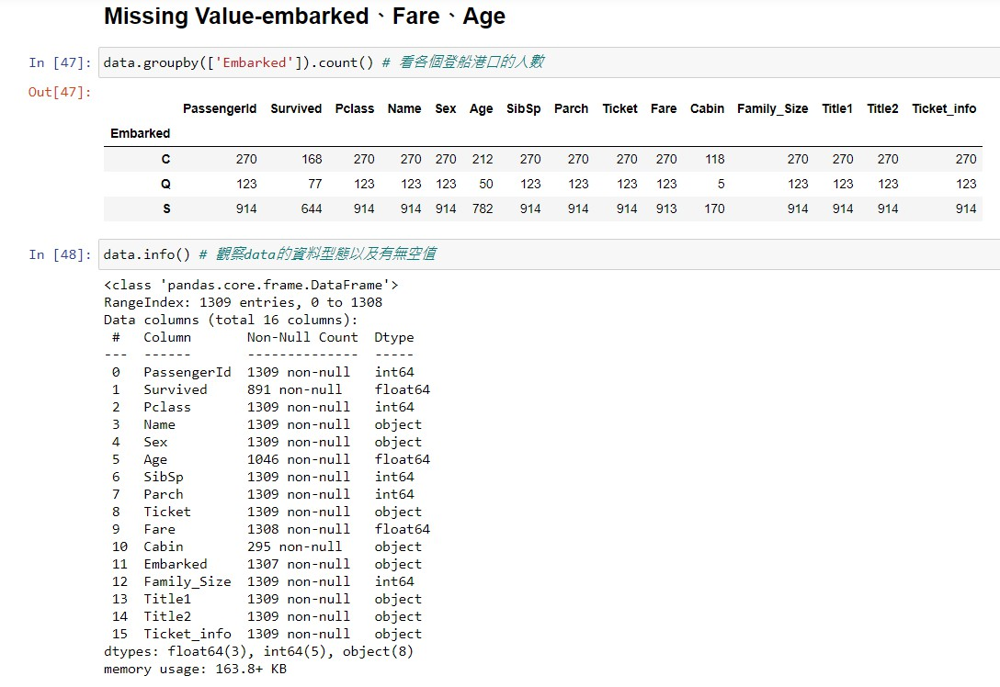 Missing Value-embarked、Fare、Age
In [47]: data.groupby(['Embarked']).count() # 看各個登船港口的人數
Out[47]:
PassengerId Survived Pclass Name Sex Age SibSp Parch Ticket Fare Cabin Family_Size Title1 Title2 Ticket_info
Embarked
C 270 168 270 270 270 212 270 270 270 270 118 270 270 270 270
Q 123 77 123 123 123 50 123 123 123 123 5 123 123 123 123
S 914 644 914 914 914 782 914 914 914 913 170 914 914 914 914
In [48]: data.info() # 觀察data的資料型態以及有無空值
<class 'pandas.core.frame.DataFrame'>
RangeIndex: 1309 entries, 0 to 1308
Data columns (total 16 columns):
# Column Non-Null Count Dtype
--- ------ -------------- -----
0 PassengerId 1309 non-null int64
1 Survived 891 non-null float64
2 Pclass 1309 non-null int64
3 Name 1309 non-null object
4 Sex 1309 non-null object
5 Age 1046 non-null float64
6 SibSp 1309 non-null int64
7 Parch 1309 non-null int64
8 Ticket 1309 non-null object
9 Fare 1308 non-null float64
10 Cabin 295 non-null object
11 Embarked 1307 non-null object
12 Family_Size 1309 non-null int64
13 Title1 1309 non-null object
14 Title2 1309 non-null object
15 Ticket_info 1309 non-null object
dtypes: float64(3), int64(5), object(8)
memory usage: 163.8+ KB